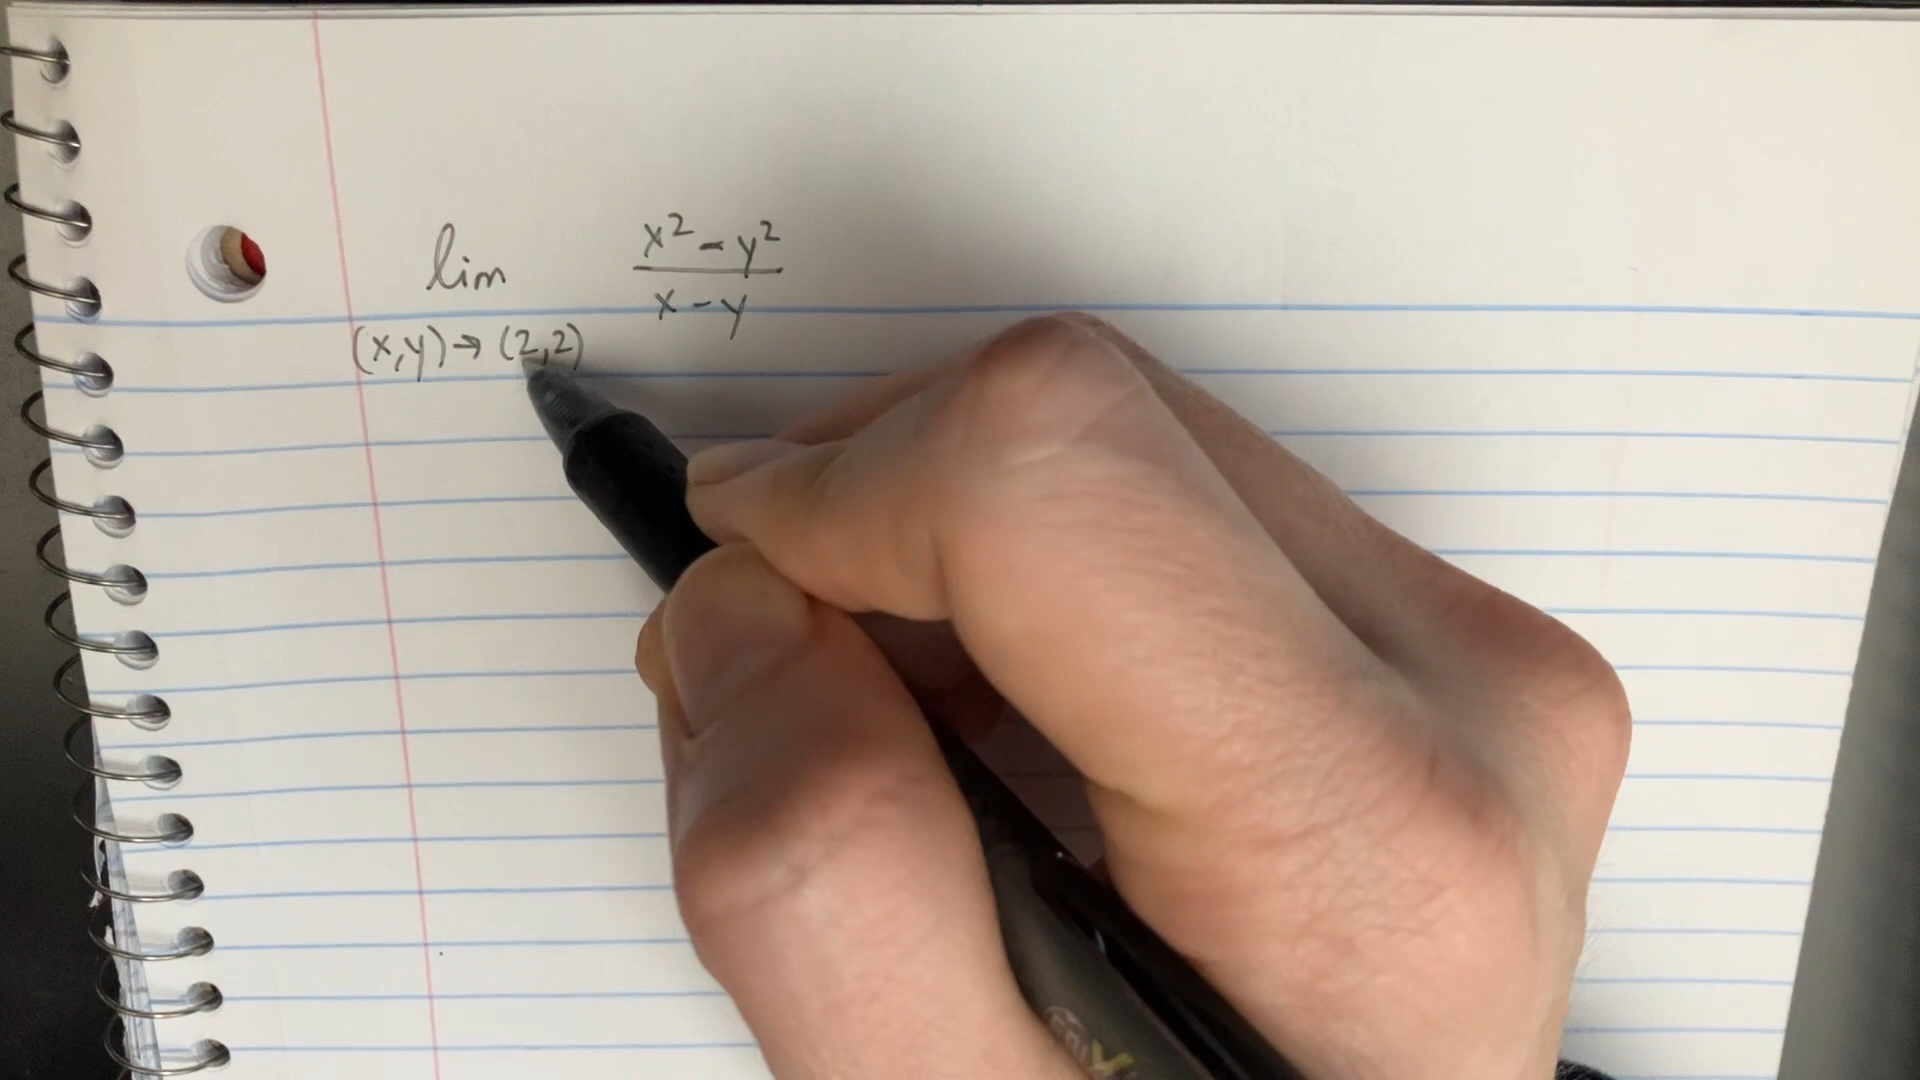 lim x² - y² / x - y
(x,y) → (2,2)